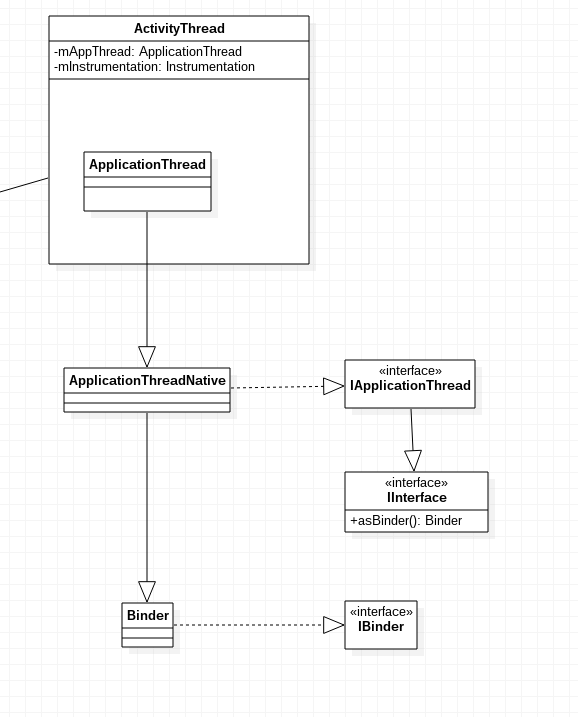 ActivityThread
-mAppThread: ApplicationThread
-mInstrumentation: Instrumentation
ApplicationThread
ApplicationThreadNative
«interface»
IApplicationThread
«interface»
IInterface
+asBinder(): Binder
Binder
«interface»
IBinder